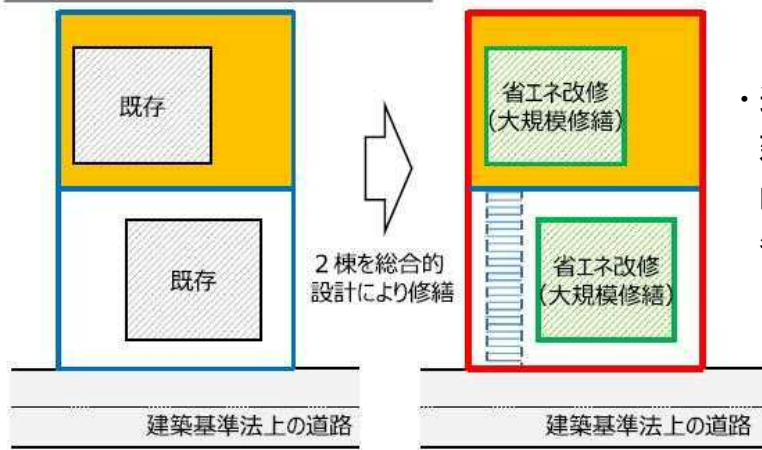 既存
既存
2棟を総合的
設計により修繕
省エネ改修
(大規模修繕)
省エネ改修
(大規模修繕)
建築基準法上の道路
建築基準法上の道路